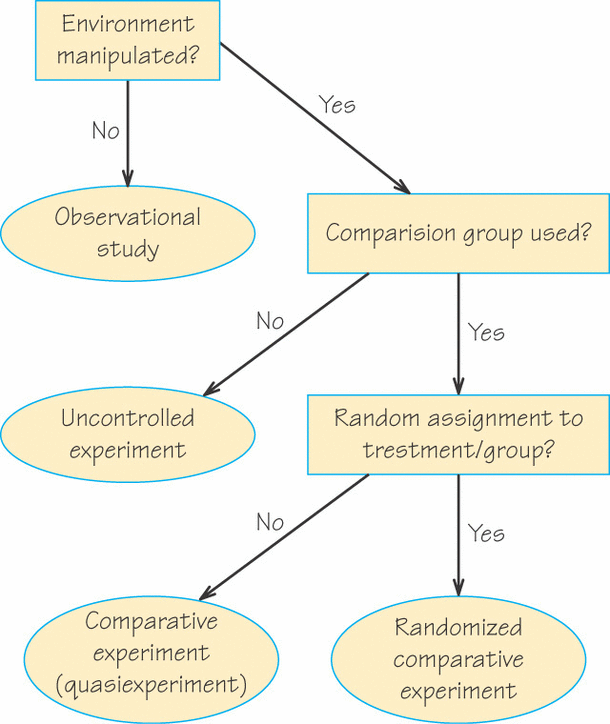 Environment
manipulated?
Yes
No
Observational
study
Comparision group used?
No
Yes
Uncontrolled
experiment
Random assignment to
trestment/group?
No
Yes
Comparative
experiment
(quasiexperiment)
Randomized
comparative
experiment